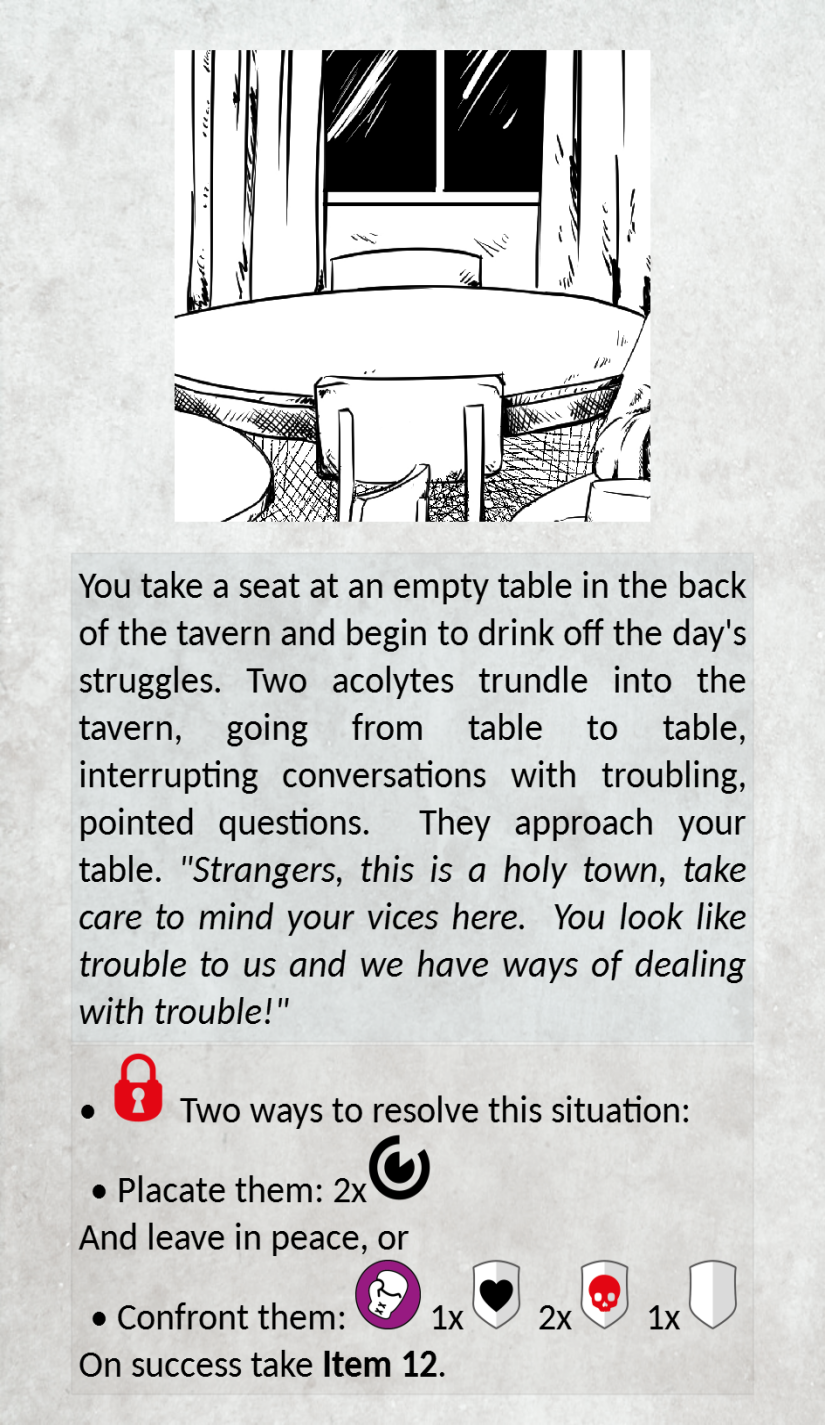 You take a seat at an empty table in the back
of the tavern and begin to drink off the day's
struggles. Two acolytes trundle into the
tavern, going from table to table,
interrupting conversations with troubling,
pointed questions. They approach your
table. "Strangers, this is a holy town, take
care to mind your vices here. You look like
trouble to us and we have ways of dealing
with trouble!"
• Two ways to resolve this situation:
• Placate them: 2x
And leave in peace, or
• Confront them: 1x 2x 1x
On success take Item 12.